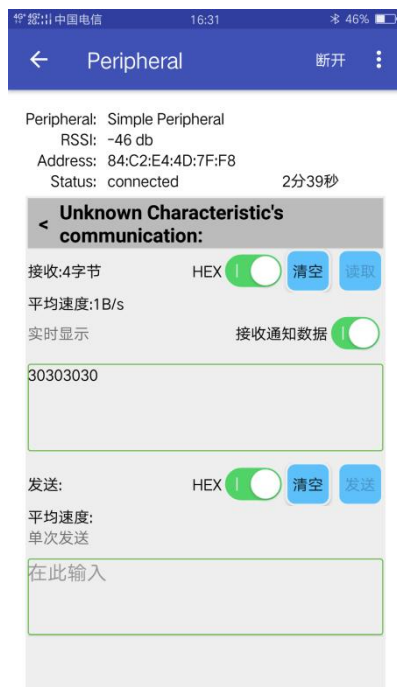 中国电信 16:31 46%
Peripheral 断开
Peripheral: Simple Peripheral
RSSI: -46 db
Address: 84:C2:E4:4D:7F:F8
Status: connected 2分39秒
< Unknown Characteristic's
communication:
接收:4字节 HEX 清空 读取
平均速度:1B/s
实时显示 接收通知数据
30303030
发送: HEX 清空 发送
平均速度:
单次发送
在此输入